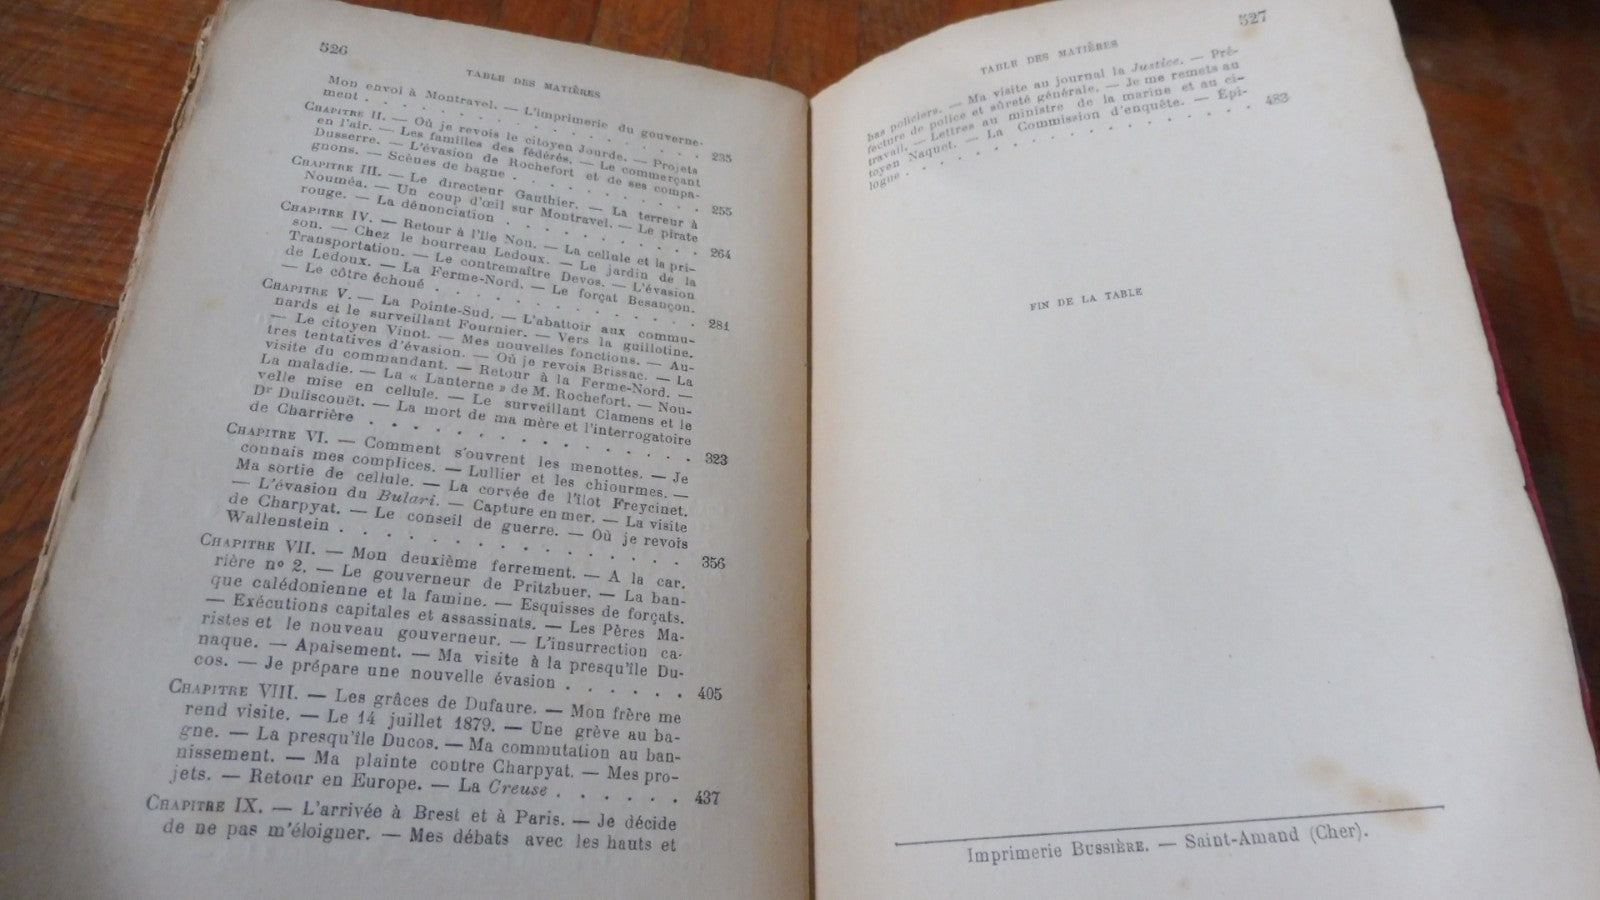 526
TABLE DES MATIÈRES
Mon envoi à Montravel. — L'imprimerie du gouverne-
ment . . . . . . . . . . . . . . 235
CHAPITRE II. — Où je revois le citoyen Jourde. — Projets
en l'air. — Les familles des fédérés. — Le commerçant
Dusserre. — L'évasion de Rochefort et de ses compa-
gnons. — Scènes de bagne . . . . . . . . . 255
CHAPITRE III. — Le directeur Gauthier. — La terreur à
Nouméa. — Un coup d'œil sur Montravel. — Le pirate
rouge. — La dénonciation . . . . . . . . . 264
CHAPITRE IV. — Retour à l'île Non. — La cellule et la pri-
son. — Chez le bourreau Ledoux. — Le jardin de la
Transportation. — Le contremaître Devos. — L'évasion
de Ledoux. — La Ferme-Nord. — Le forçat Besançon.
— Le côtre échoué . . . . . . . . . . . 281
CHAPITRE V. — La Pointe-Sud. — L'abattoir aux commu-
nards et le surveillant Fournier. — Vers la guillotine.
— Le citoyen Vinot. — Mes nouvelles fonctions. — Au-
tres tentatives d'évasion. — Où je revois Brissac. — La
visite du commandant. — Retour à la Ferme-Nord. —
La maladie. — La « Lanterne » de M. Rochefort. — Nou-
velle mise en cellule. — Le surveillant Clamens et le
Dr Duliscouët. — La mort de ma mère et l'interrogatoire
de Charrière . . . . . . . . . . . . . 323
CHAPITRE VI. — Comment s'ouvrent les menottes. — Je
connais mes complices. — Lullier et les chiourmes. —
Ma sortie de cellule. — La corvée de l'îlot Freycinet.
— L'évasion du Bulari. — Capture en mer. — La visite
de Charpyat. — Le conseil de guerre. — Où je revois
Wallenstein . . . . . . . . . . . . . 356
CHAPITRE VII. — Mon deuxième ferrement. — A la car-
rière no 2. — Le gouverneur de Pritzbuer. — La ban-
que calédonienne et la famine. — Esquisses de forçats.
— Exécutions capitales et assassinats. — Les Pères Ma-
ristes et le nouveau gouverneur. — L'insurrection ca-
naque. — Apaisement. — Ma visite à la presqu'île Du-
cos. — Je prépare une nouvelle évasion . . . . . . 405
CHAPITRE VIII. — Les grâces de Dufaure. — Mon frère me
rend visite. — Le 14 juillet 1879. — Une grève au ba-
gne. — La presqu'île Ducos. — Ma commutation au ban-
nissement. — Ma plainte contre Charpyat. — Mes pro-
jets. — Retour en Europe. — La Creuse . . . . . . 437
CHAPITRE IX. — L'arrivée à Brest et à Paris. — Je décide
de ne pas m'éloigner. — Mes débats avec les hauts et
527
TABLE DES MATIÈRES
bas policiers. — Ma visite au journal la Justice. — Pré-
fecture de police et sûreté générale. — Je me remets au
travail. — Lettres au ministre de la marine et au ci-
toyen Naquet. — La Commission d'enquête. — Épi-
logue . . . . . . . . . . . . . . . 483
FIN DE LA TABLE
Imprimerie BUSSIÈRE. — Saint-Amand (Cher).